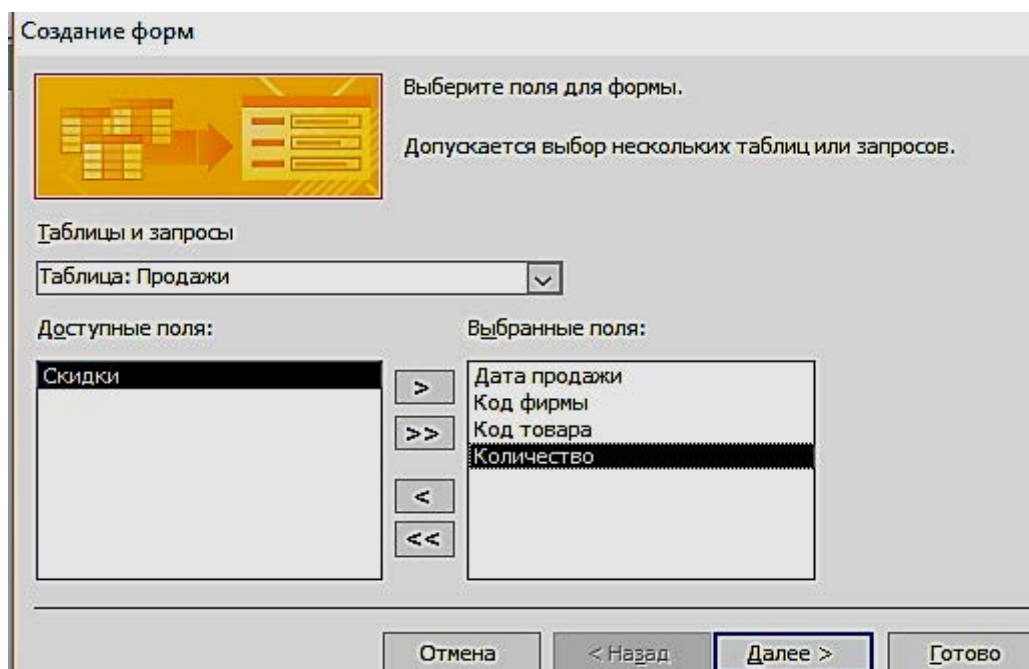 Создание форм
Выберите поля для формы.
Допускается выбор нескольких таблиц или запросов.
Таблицы и запросы
Таблица: Продажи
Доступные поля:
Выбранные поля:
Скидки
>
>>
<
<<
Дата продажи
Код фирмы
Код товара
Количество
Отмена
< Назад
Далее >
Готово